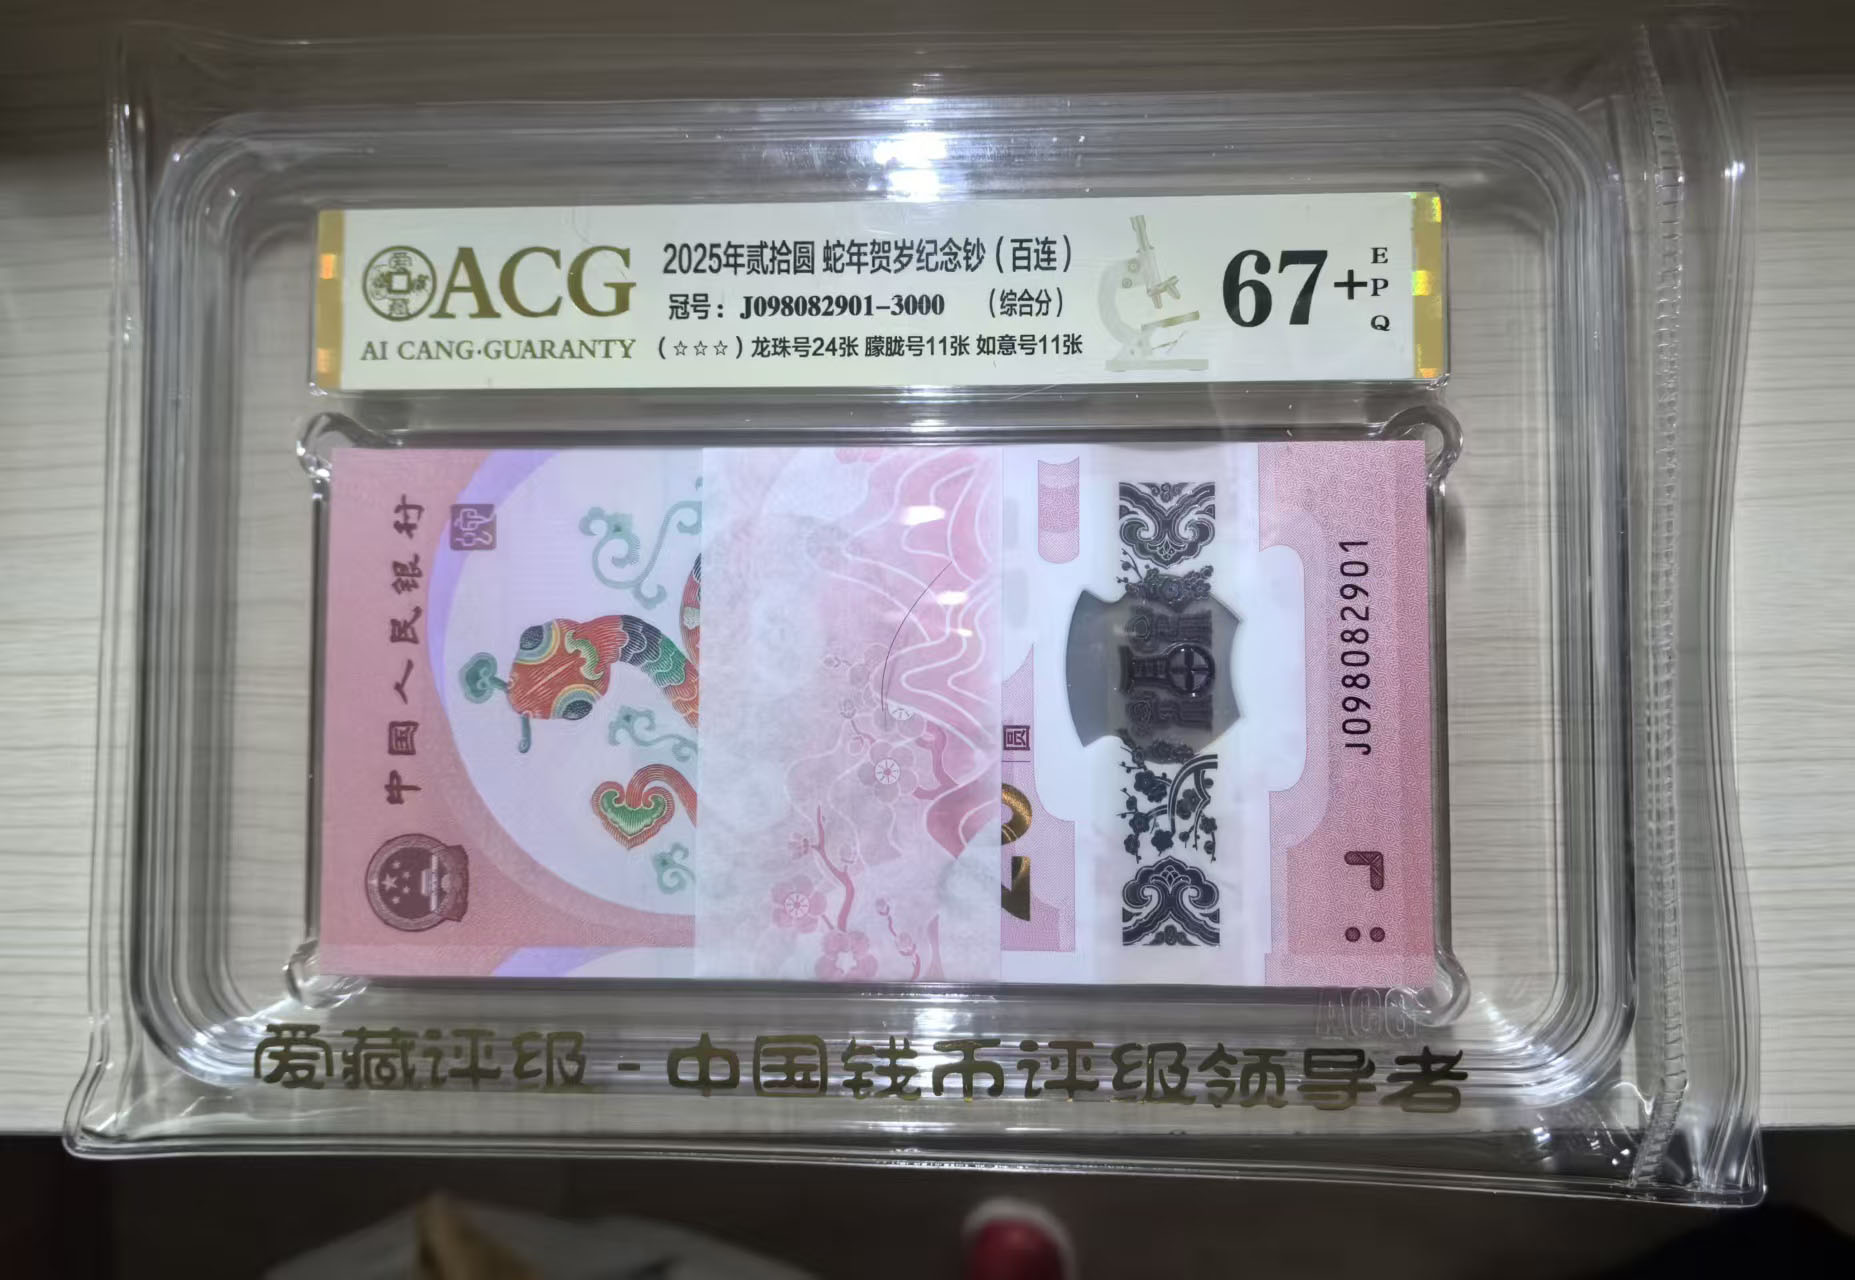 ACG
AI CANG·GUARANTY
2025年贰拾圆 蛇年贺岁纪念钞（百连）
冠号：J098082901-3000 （综合分）
（☆☆☆）龙珠号24张 朦胧号11张 如意号11张
67+
EPQ
中国人民银行
圆
20
J098082901
ACG
爱藏评级-中国钱币评级领导者